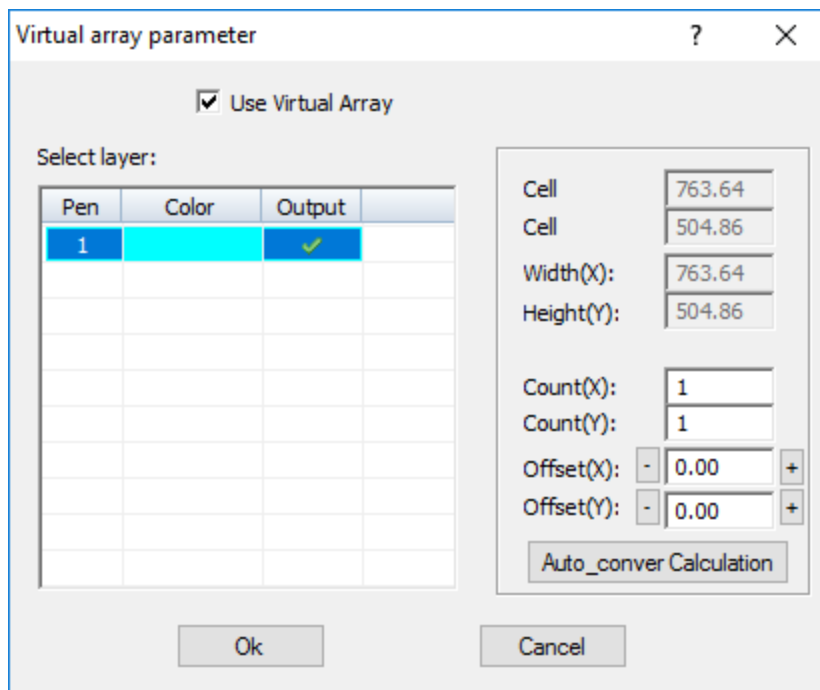 Virtual array parameter ?
Use Virtual Array
Select layer:
Pen Color Output
1
Cell 763.64
Cell 504.86
Width(X): 763.64
Height(Y): 504.86
Count(X): 1
Count(Y): 1
Offset(X): - 0.00 +
Offset(Y): - 0.00 +
Auto_conver Calculation
Ok Cancel